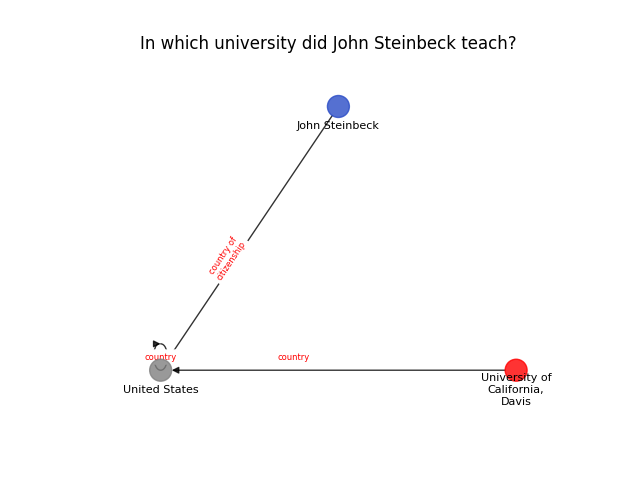 In which university did John Steinbeck teach?
John Steinbeck
country of
citizenship
country
country
United States
University of
California,
Davis